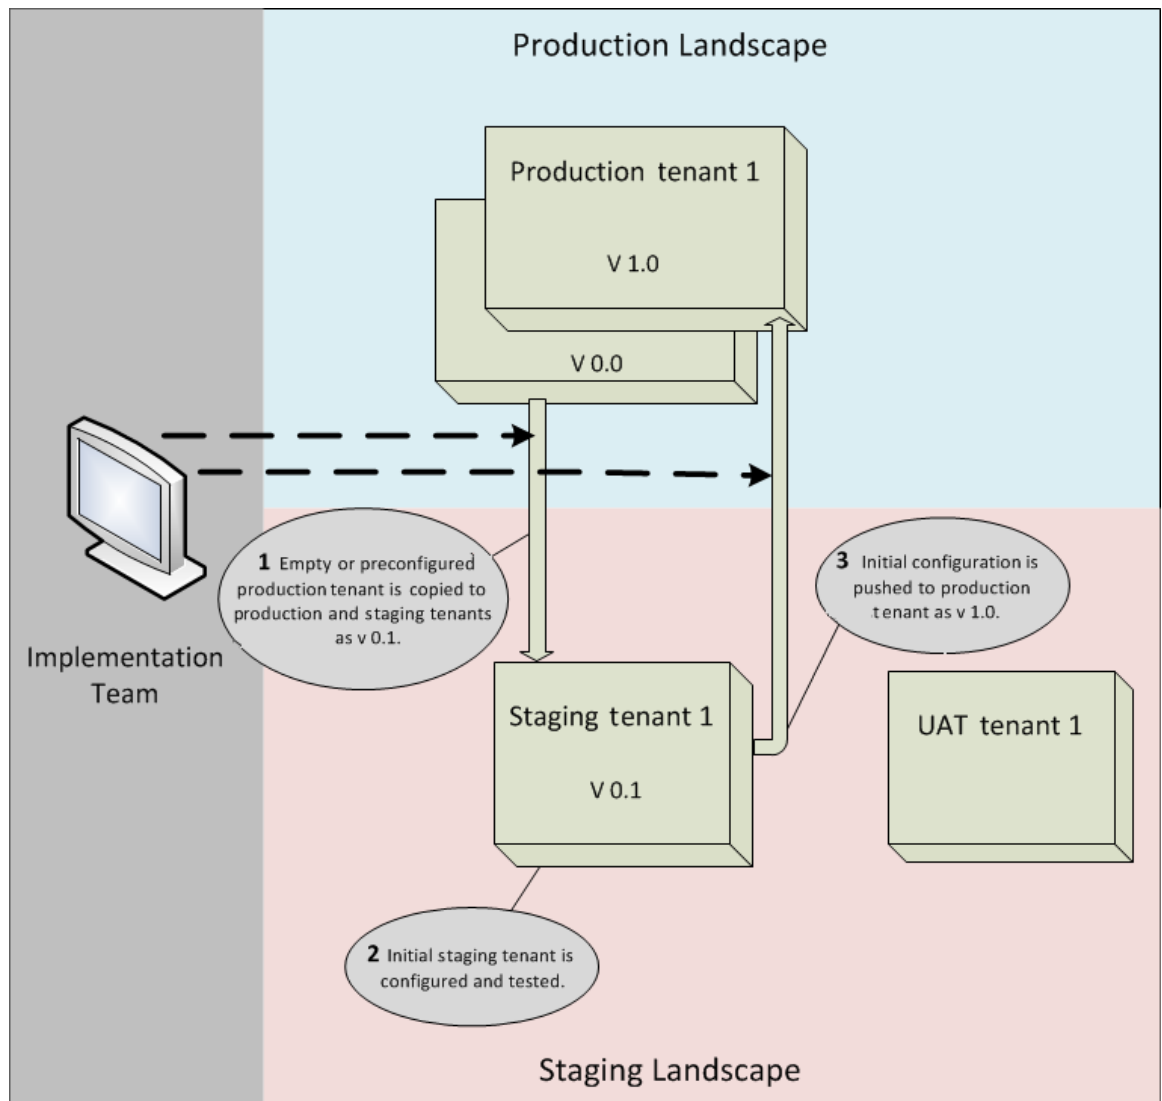 Production Landscape
Production tenant 1
V 1.0
V 0.0
1 Empty or preconfigured
production tenant is copied to
production and staging tenants
as v 0.1.
3 Initial configuration is
pushed to production
tenant as v 1.0.
Implementation
Team
Staging tenant 1
V 0.1
UAT tenant 1
2 Initial staging tenant is
configured and tested.
Staging Landscape